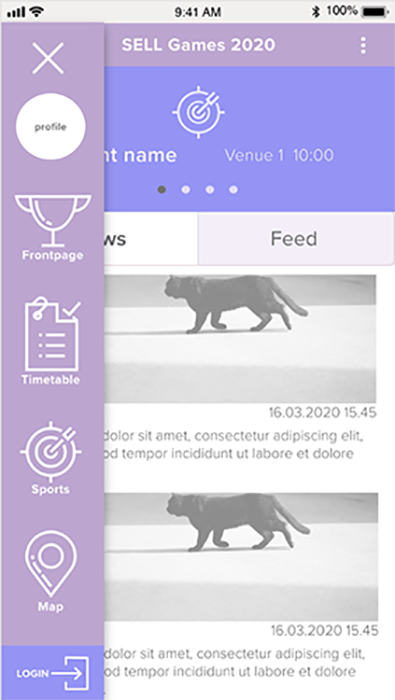 9:41 AM
100%
SELL Games 2020
profile
nt name
Venue 1 10:00
Frontpage
ws
Feed
16.03.2020 15.45
Timetable
dolor sit amet, consectetur adipiscing elit,
od tempor incididunt ut labore et dolore
Sports
Map
16.03.2020 15.45
dolor sit amet, consectetur adipiscing elit,
od tempor incididunt ut labore et dolore
LOGIN